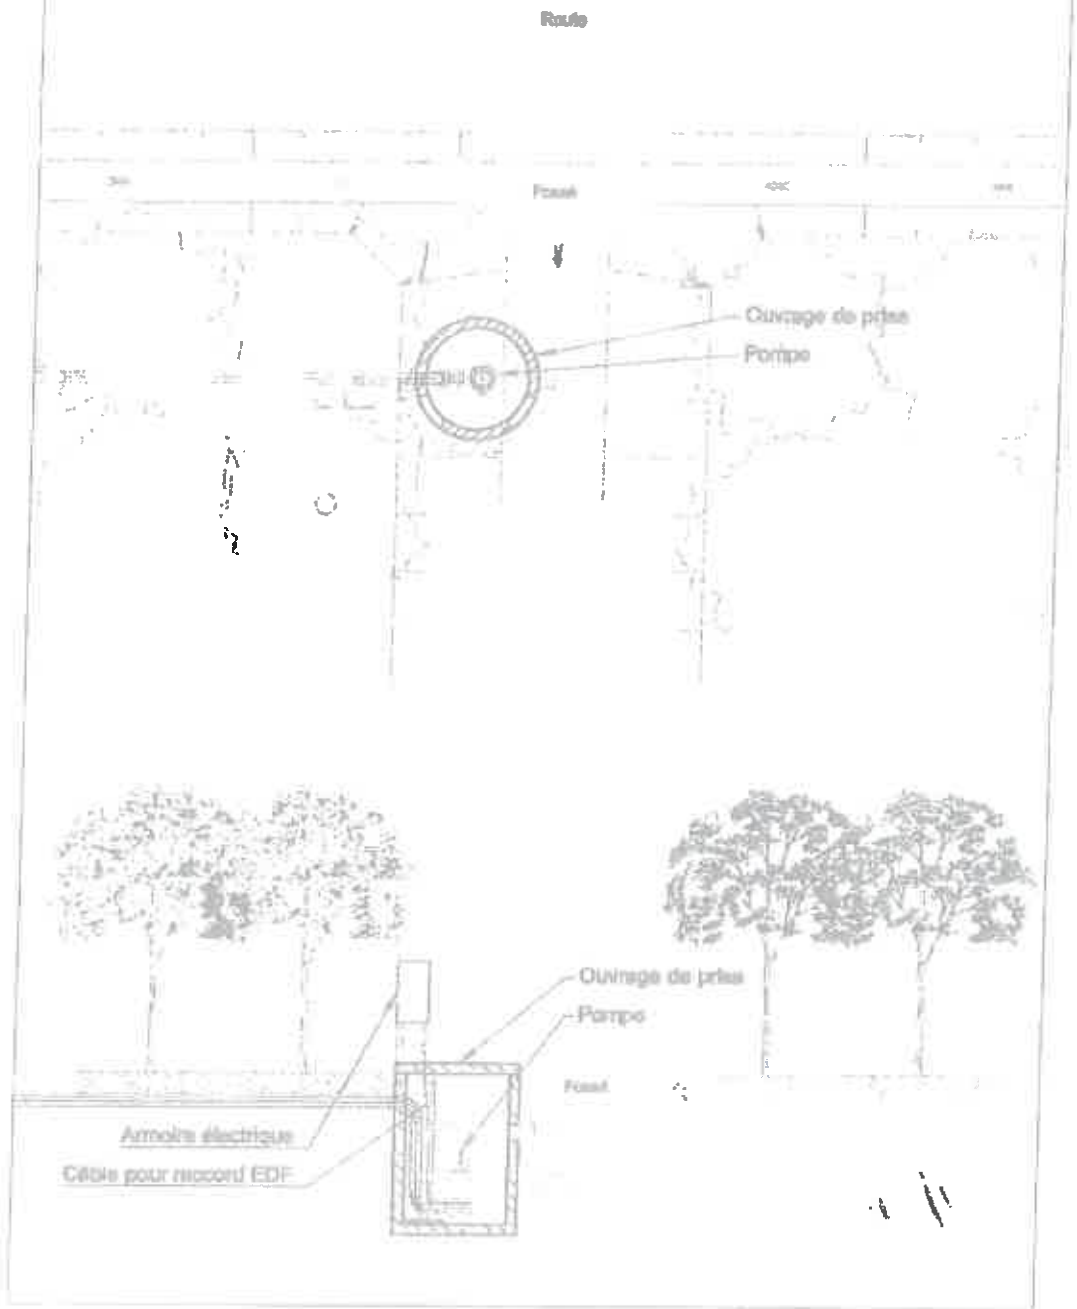 Route
Fossé
Ouvrage de prise
Pompe
Ouvrage de prise
Pompe
Fossé
Armoire électrique
Câble pour raccord EDF